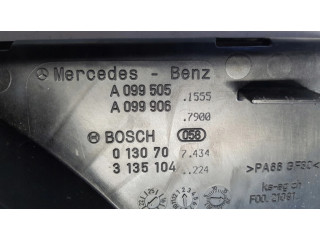 Mercedes - Benz
A 099 505 .1555
A 099 906 .7900
BOSCH 058
0 130 70 7.434
3 135 104 ..224
>PA66 GF30<
F00. 21091